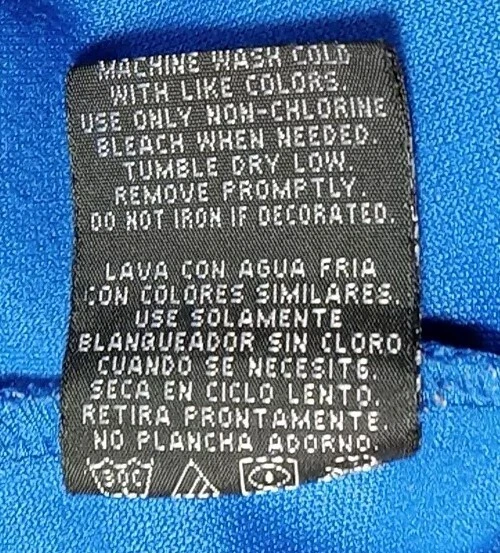 MACHINE WASH COLD
WITH LIKE COLORS.
USE ONLY NON-CHLORINE
BLEACH WHEN NEEDED.
TUMBLE DRY LOW.
REMOVE PROMPTLY.
DO NOT IRON IF DECORATED.
LAVA CON AGUA FRIA
CON COLORES SIMILARES.
USE SOLAMENTE
BLANQUEADOR SIN CLORO
CUANDO SE NECESITE.
SECA EN CICLO LENTO.
RETIRA PRONTAMENTE.
NO PLANCHA ADORNO.
30C